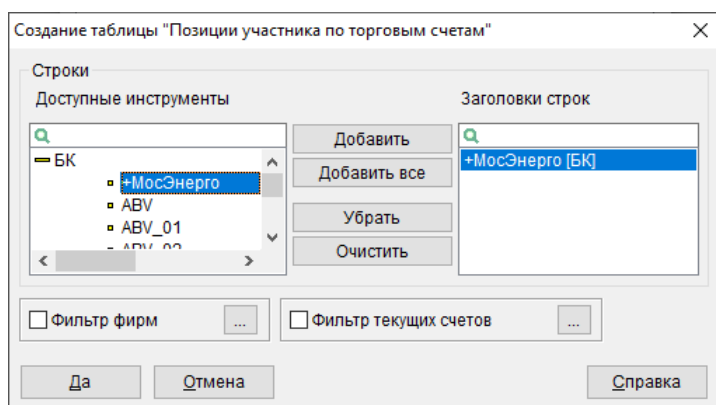 Создание таблицы "Позиции участника по торговым счетам"
Строки
Доступные инструменты
Заголовки строк
БК
+МосЭнерго
ABV
ABV_01
ABV_02
Добавить
Добавить все
Убрать
Очистить
+МосЭнерго [БК]
Фильтр фирм
...
Фильтр текущих счетов
...
Да
Отмена
Справка